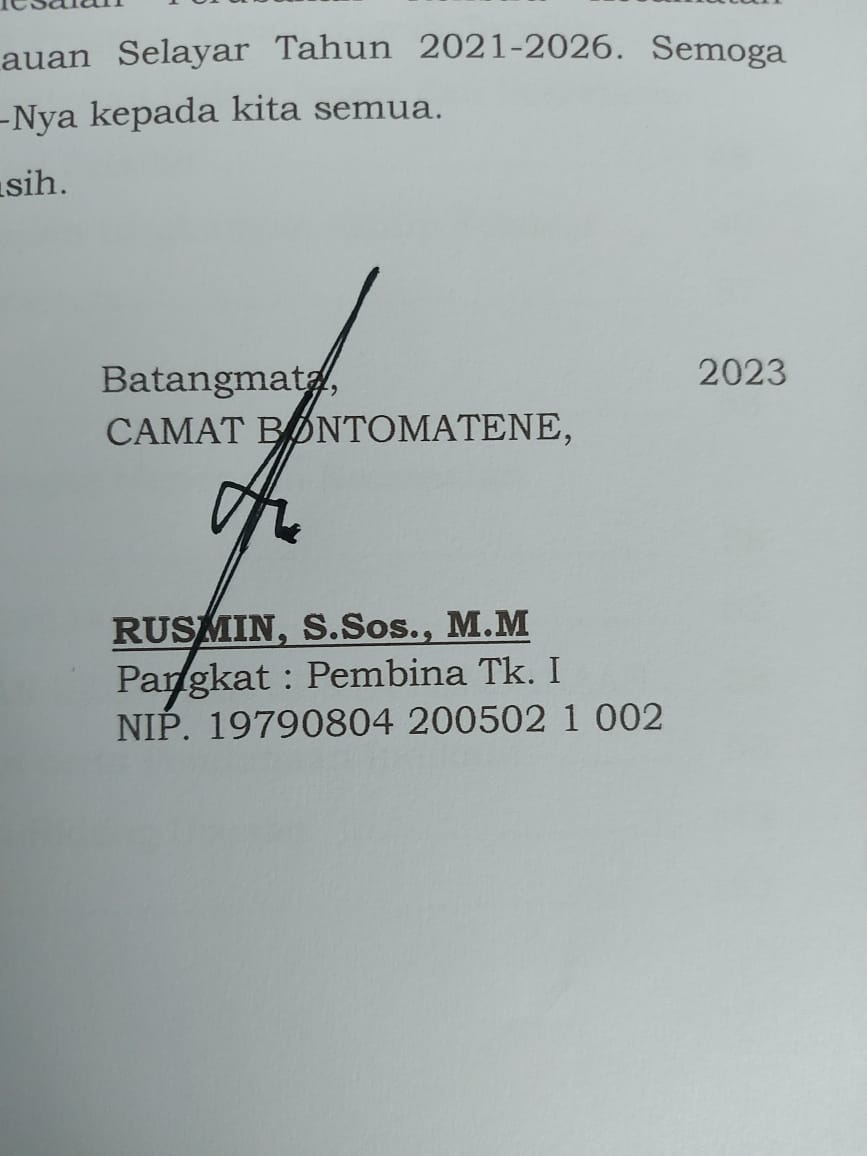 auan Selayar Tahun 2021-2026. Semoga
-Nya kepada kita semua.
sih.
Batangmata, 2023
CAMAT BONTOMATENE,
RUSMIN, S.Sos., M.M
Pangkat : Pembina Tk. I
NIP. 19790804 200502 1 002